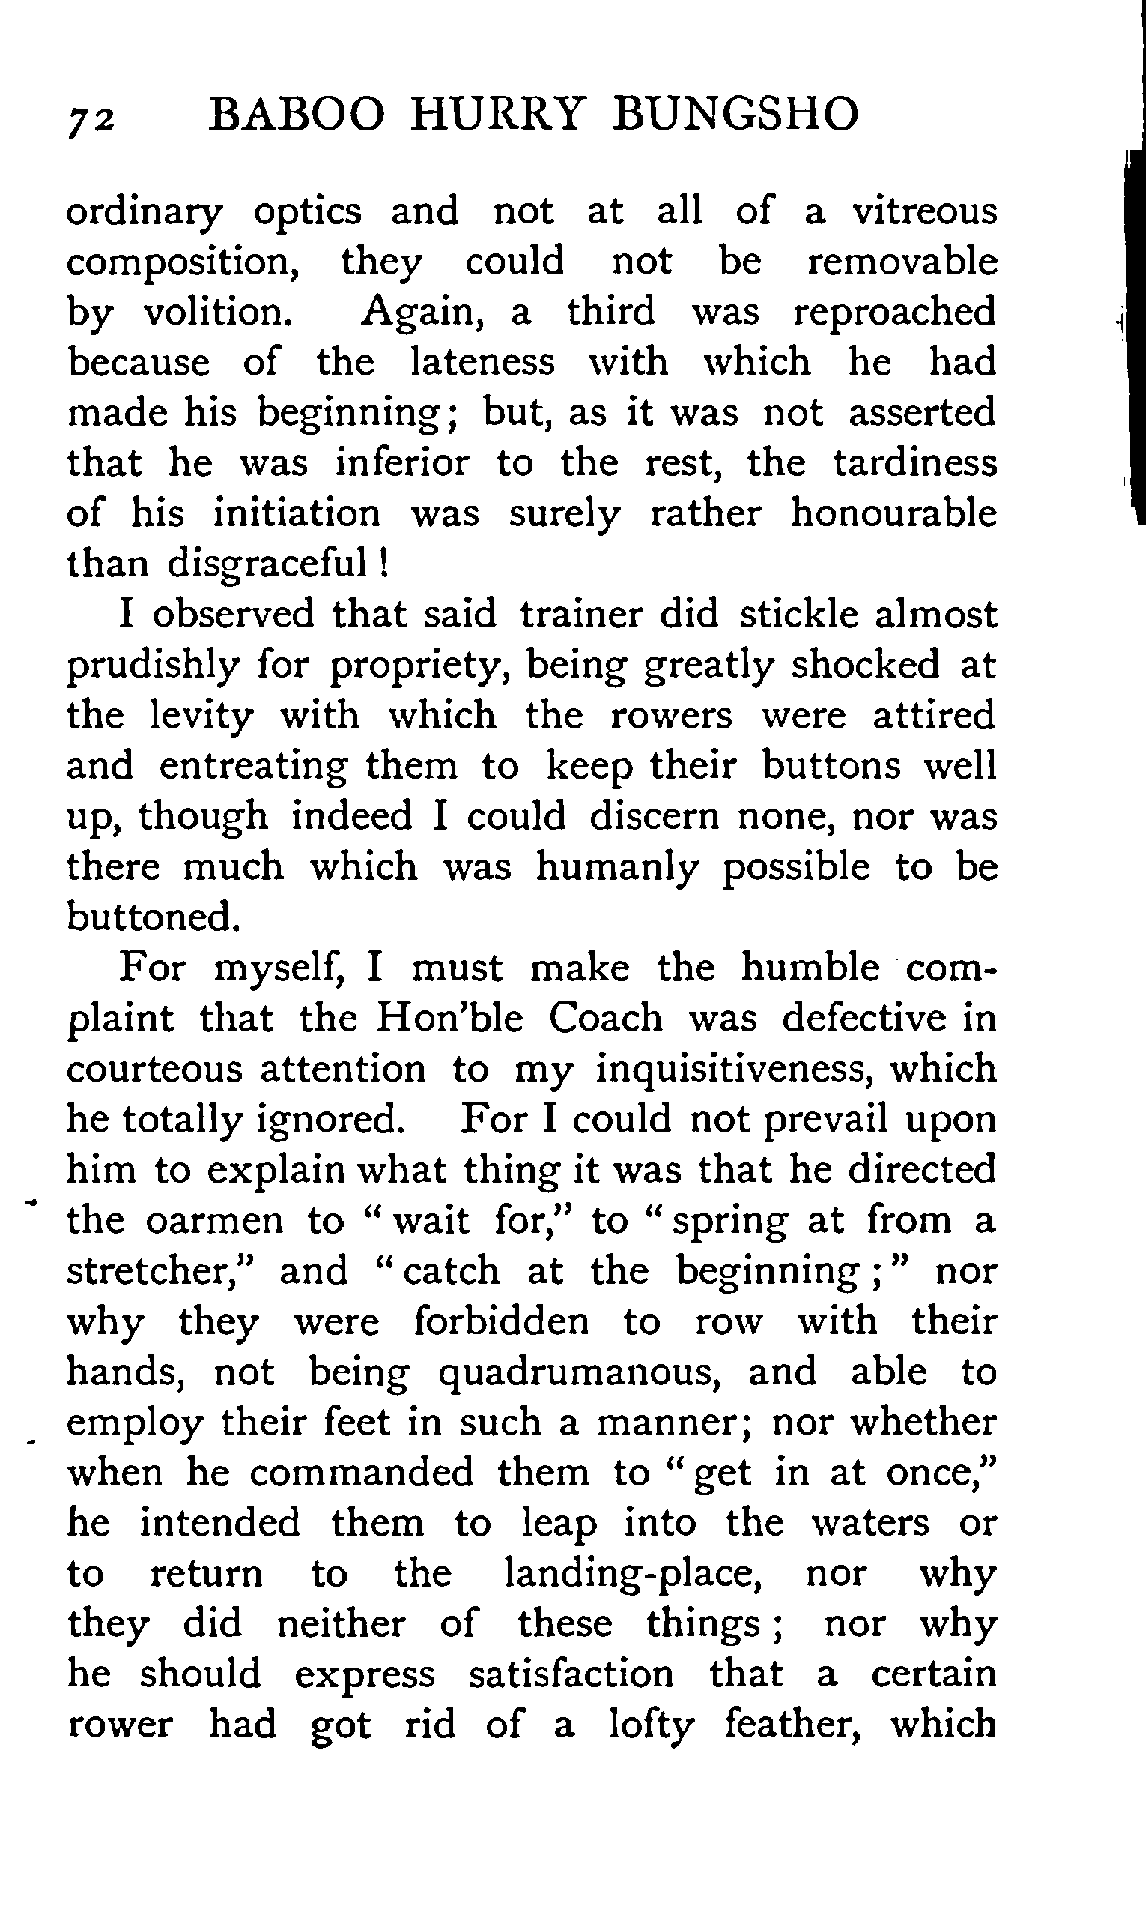 72 BABOO HURRY BUNGSHO
ordinary optics and not at all of a vitreous
composition, they could not be removable
by volition. Again, a third was reproached
because of the lateness with which he had
made his beginning; but, as it was not asserted
that he was inferior to the rest, the tardiness
of his initiation was surely rather honourable
than disgraceful !
I observed that said trainer did stickle almost
prudishly for propriety, being greatly shocked at
the levity with which the rowers were attired
and entreating them to keep their buttons well
up, though indeed I could discern none, nor was
there much which was humanly possible to be
buttoned.
For myself, I must make the humble com-
plaint that the Hon'ble Coach was defective in
courteous attention to my inquisitiveness, which
he totally ignored. For I could not prevail upon
him to explain what thing it was that he directed
the oarmen to “ wait for,” to “ spring at from a
stretcher,” and “ catch at the beginning ; ” nor
why they were forbidden to row with their
hands, not being quadrumanous, and able to
employ their feet in such a manner; nor whether
when he commanded them to “ get in at once,”
he intended them to leap into the waters or
to return to the landing-place, nor why
they did neither of these things ; nor why
he should express satisfaction that a certain
rower had got rid of a lofty feather, which